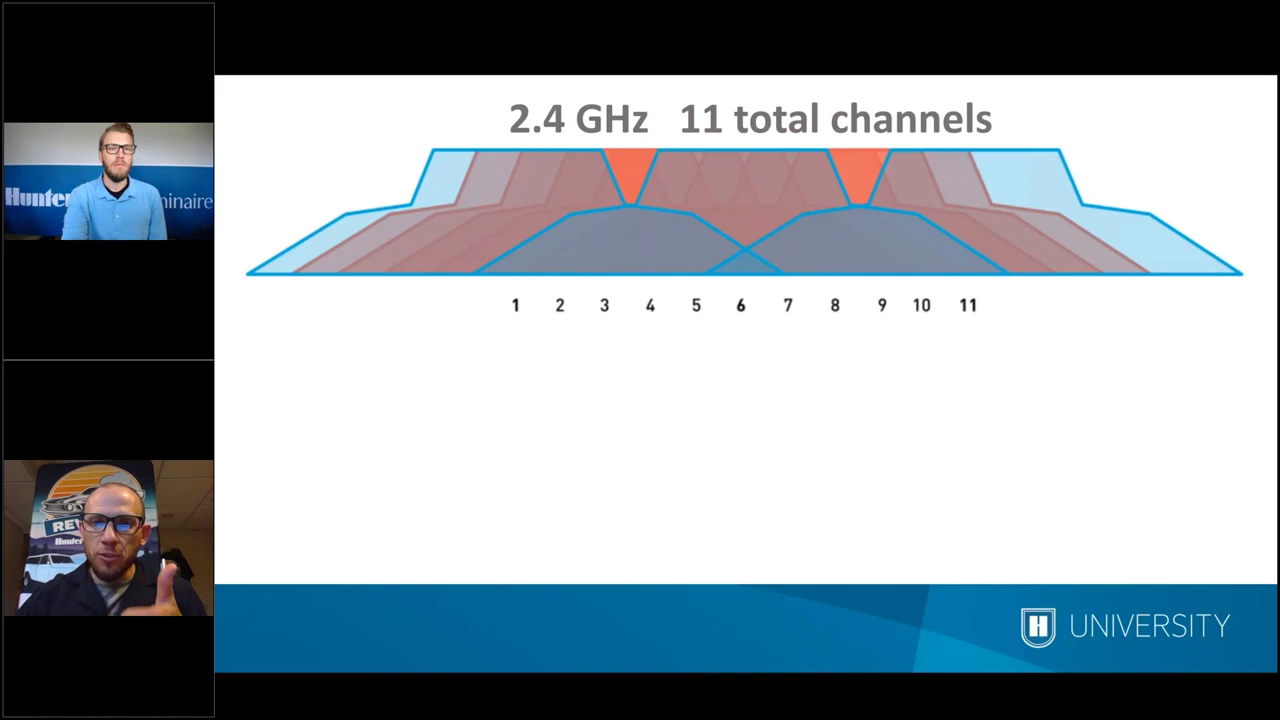 2.4 GHz 11 total channels
1 2 3 4 5 6 7 8 9 10 11
H UNIVERSITY
Hunter
minaire
RE
Hunter